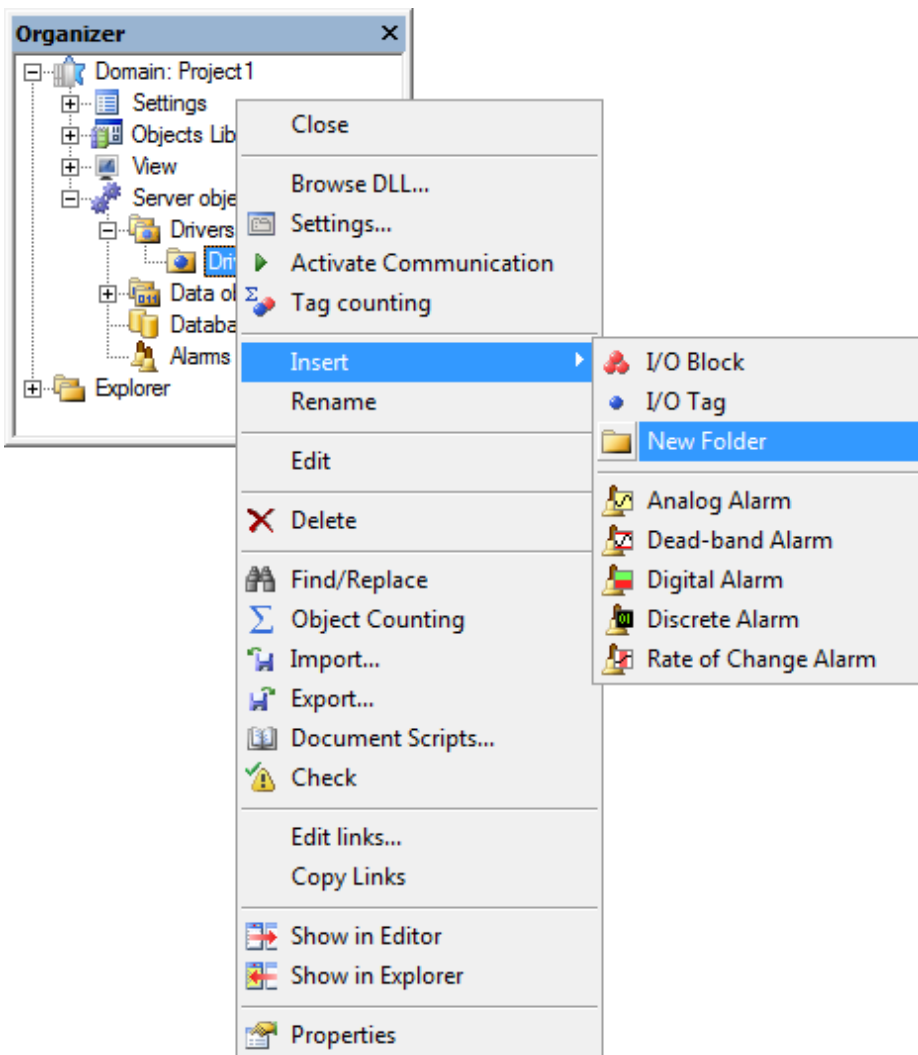 Organizer
Domain: Project1
Settings
Objects Lib
View
Server obje
Drivers
Dri
Data ol
Databa
Alarms
Explorer
Close
Browse DLL...
Settings...
Activate Communication
Tag counting
Insert
Rename
Edit
Delete
Find/Replace
Object Counting
Import...
Export...
Document Scripts...
Check
Edit links...
Copy Links
Show in Editor
Show in Explorer
Properties
I/O Block
I/O Tag
New Folder
Analog Alarm
Dead-band Alarm
Digital Alarm
Discrete Alarm
Rate of Change Alarm